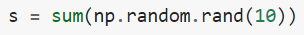 s = sum(np.random.rand(10))